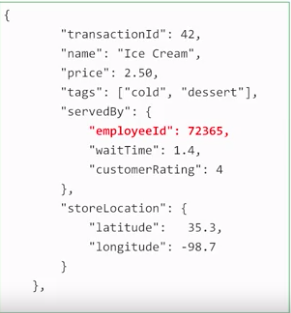 {
"transactionId": 42,
"name": "Ice Cream",
"price": 2.50,
"tags": ["cold", "dessert"],
"servedBy": {
"employeeId": 72365,
"waitTime": 1.4,
"customerRating": 4
},
"storeLocation": {
"latitude": 35.3,
"longitude": -98.7
}
},